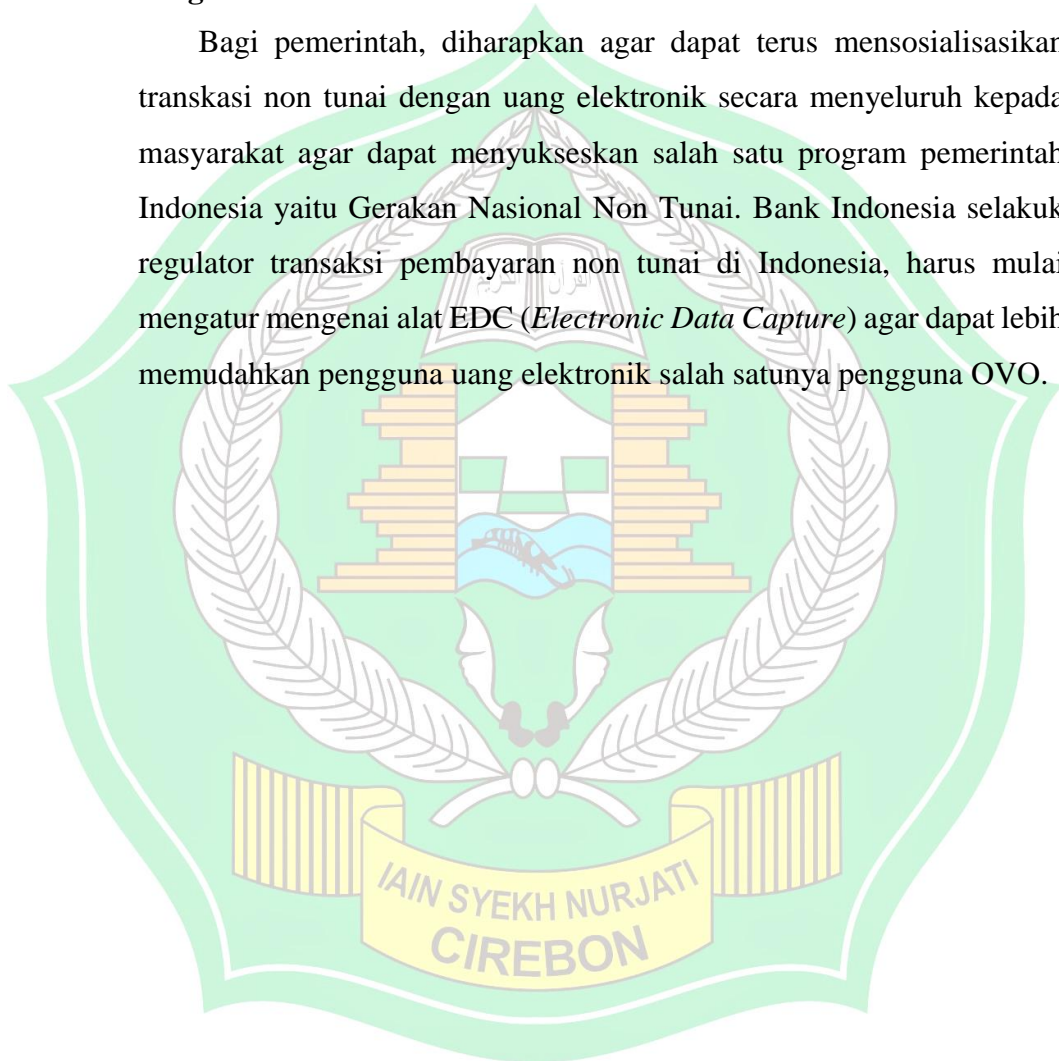 Bagi pemerintah, diharapkan agar dapat terus mensosialisasikan
transkasi non tunai dengan uang elektronik secara menyeluruh kepada
masyarakat agar dapat menyukseskan salah satu program pemerintah
Indonesia yaitu Gerakan Nasional Non Tunai. Bank Indonesia selakuk
regulator transaksi pembayaran non tunai di Indonesia, harus mulai
mengatur mengenai alat EDC (Electronic Data Capture) agar dapat lebih
memudahkan pengguna uang elektronik salah satunya pengguna OVO.
القرآن الكريم
IAIN SYEKH NURJATI
CIREBON